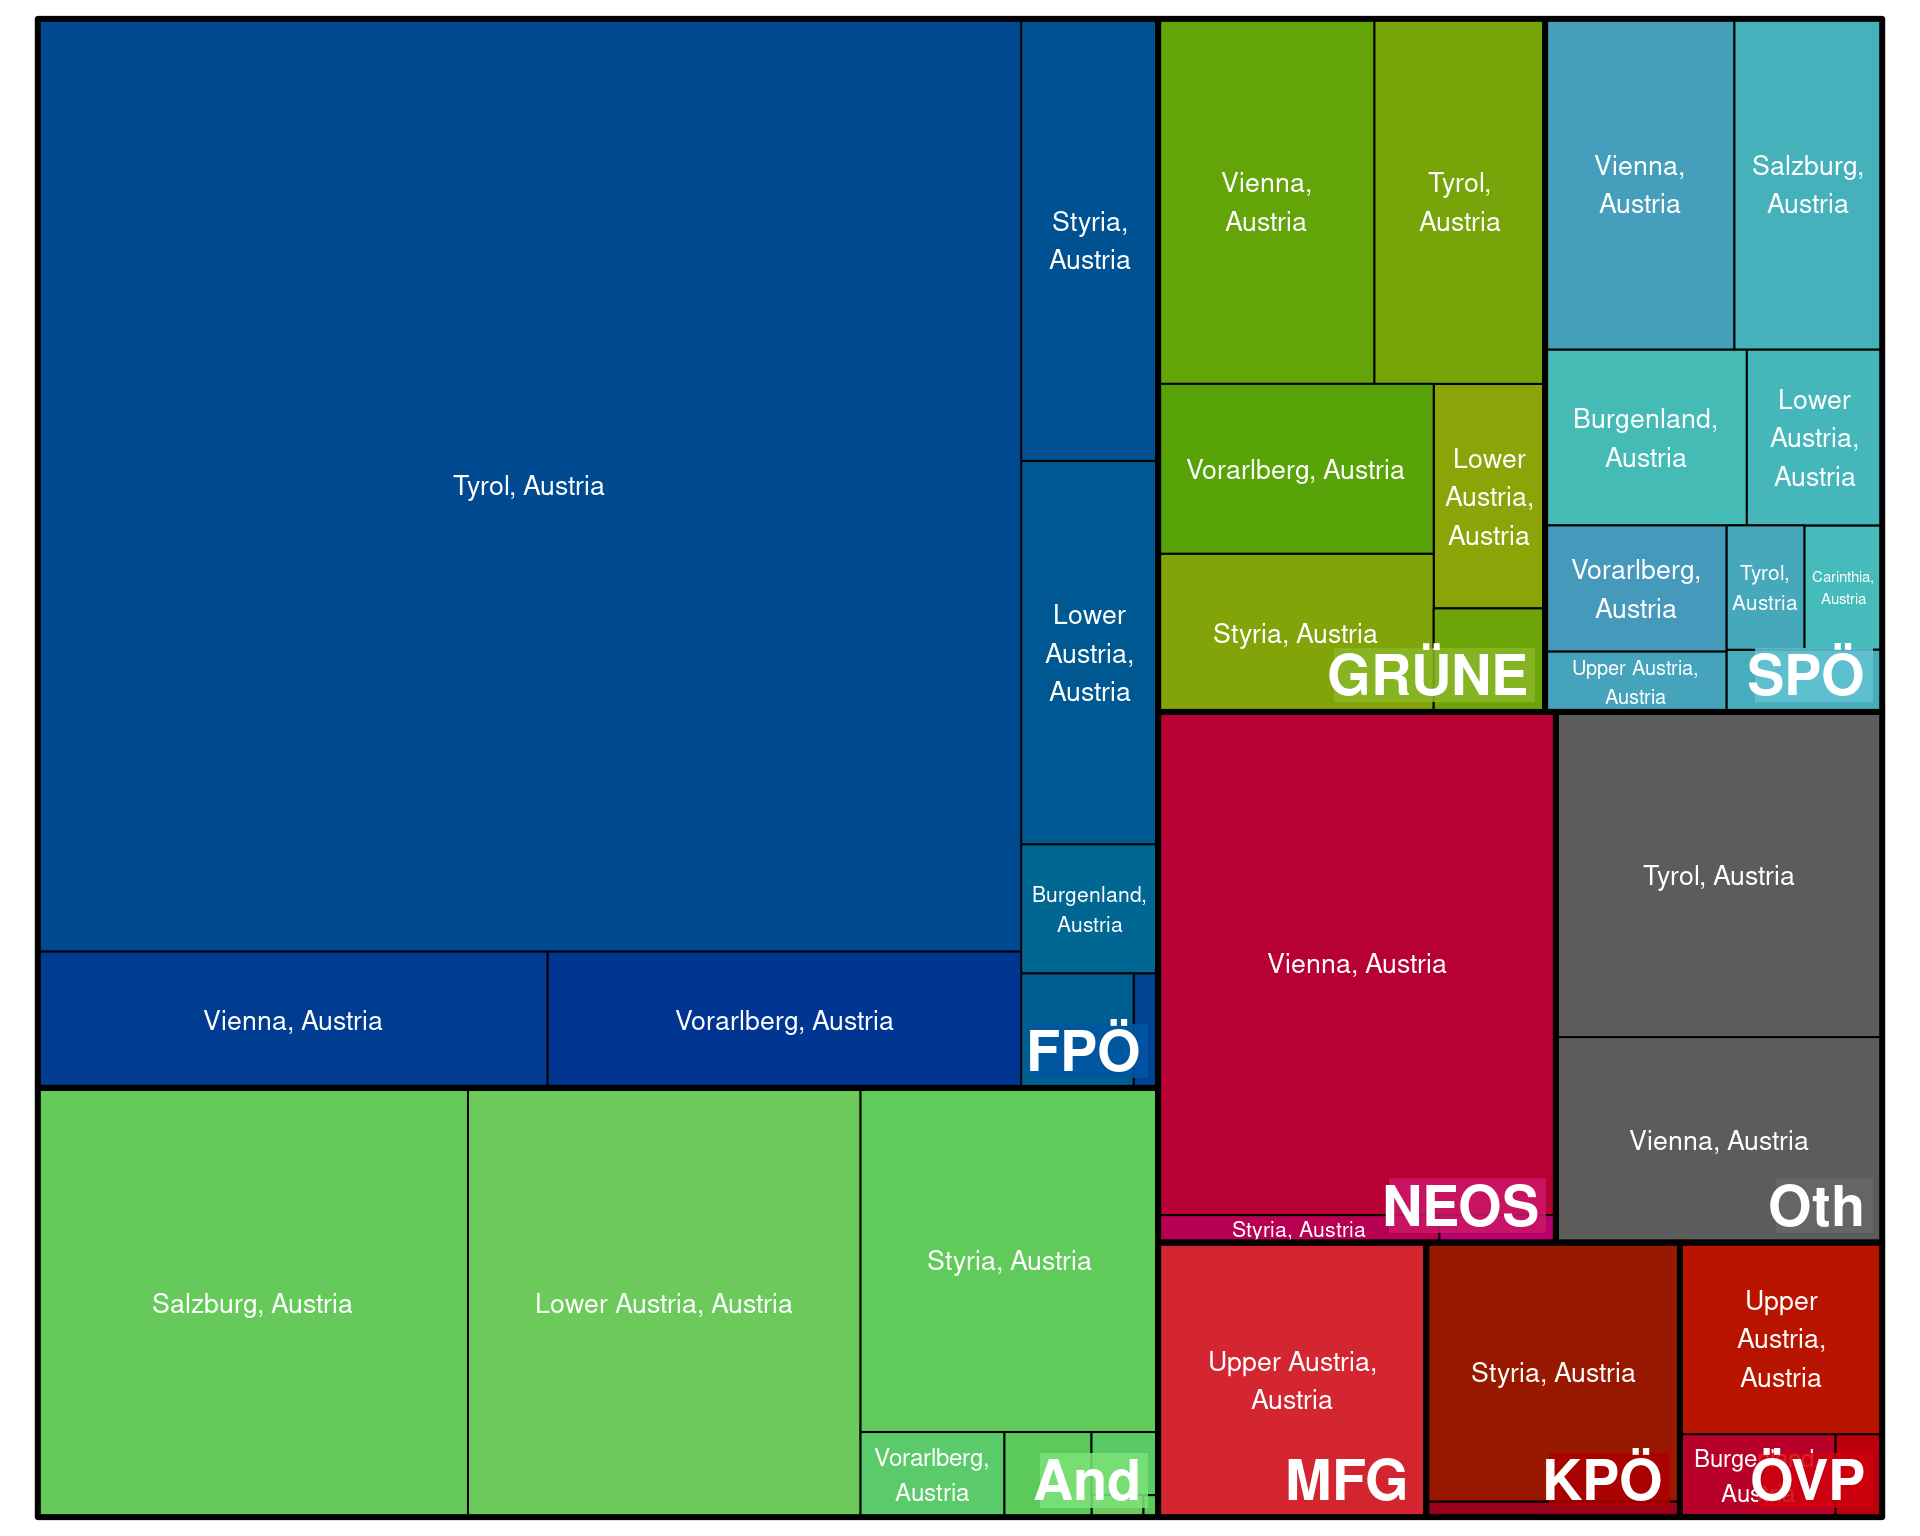 Tyrol, Austria
Styria,
Austria
Lower
Austria,
Austria
Burgenland,
Austria
Vienna, Austria
Vorarlberg, Austria
FPÖ
Salzburg, Austria
Lower Austria, Austria
Styria, Austria
Vorarlberg,
Austria
And
Vienna,
Austria
Tyrol,
Austria
Vorarlberg, Austria
Lower
Austria,
Austria
Styria, Austria
GRÜNE
Vienna,
Austria
Salzburg,
Austria
Burgenland,
Austria
Lower
Austria,
Austria
Vorarlberg,
Austria
Tyrol,
Austria
Carinthia,
Austria
Upper Austria,
Austria
SPÖ
Vienna, Austria
Styria, Austria
NEOS
Tyrol, Austria
Vienna, Austria
Oth
Upper Austria,
Austria
MFG
Styria, Austria
KPÖ
Upper
Austria,
Austria
Burgenland,
Austria
ÖVP